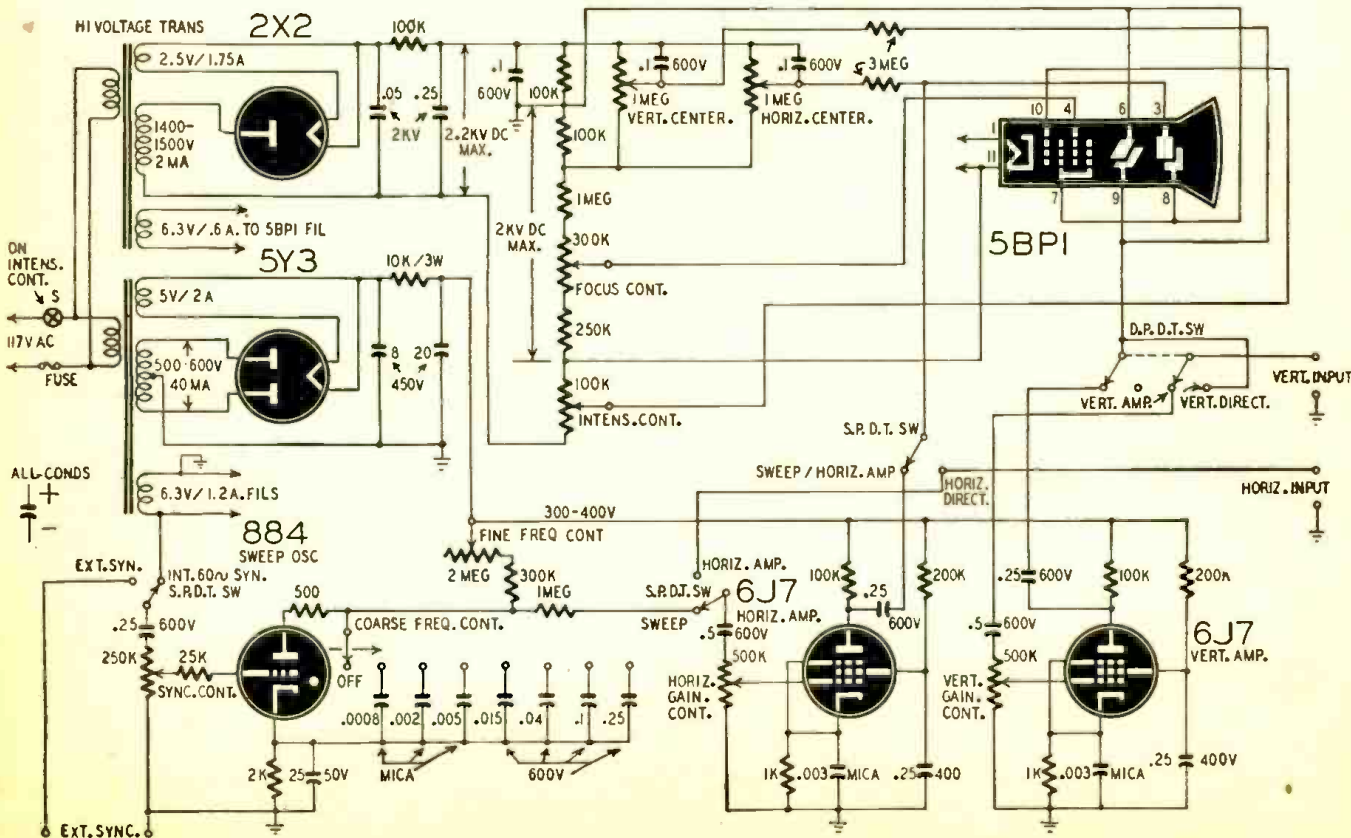 HI VOLTAGE TRANS
2X2
2.5V/1.75A
1400-
1500V
2 MA
6.3V/.6 A. TO 5BPI FIL
100K
.05
.25
2KV
2.2KV DC
MAX.
.1
600V
100K
100K
1MEG
2KV DC
MAX.
300K
FOCUS CONT.
250K
100K
INTENS.CONT.
.1
600V
1MEG
VERT.CENTER.
.1
600V
1MEG
HORIZ.CENTER.
3 MEG
10
4
6
3
1
11
7
9
8
5BPI
ON
INTENS.
CONT.
S
117V AC
FUSE
5Y3
5V/2A
500-600V
40 MA
10K/3W
8
20
450V
6.3V/1.2A.FILS
ALL-CONDS
+
-
D.P.D.T. SW
VERT. AMP.
VERT.DIRECT.
VERT.INPUT
S.P.D.T. SW
SWEEP/HORIZ.AMP
HORIZ.
DIRECT.
HORIZ.INPUT
884
SWEEP OSC
EXT.SYN.
INT.60~ SYN.
S.P.D.T. SW
.25
600V
250K
25K
SYNC.CONT.
500
2K
25
50V
EXT.SYNC.
300-400V
FINE FREQ CONT
2 MEG
300K
1MEG
COARSE FREQ.CONT.
OFF
.0008
.002
.005
.015
.04
.1
.25
MICA
600V
HORIZ.AMP.
S.P.D.T.SW
SWEEP
6J7
HORIZ.AMP.
.5
600V
500K
HORIZ.
GAIN.
CONT.
100K
.25
600V
200K
1K
.003
MICA
.25
400
.25
600V
100K
200K
.5
600V
500K
VERT.
GAIN.
CONT.
6J7
VERT.AMP.
1K
.003
MICA
.25
400V